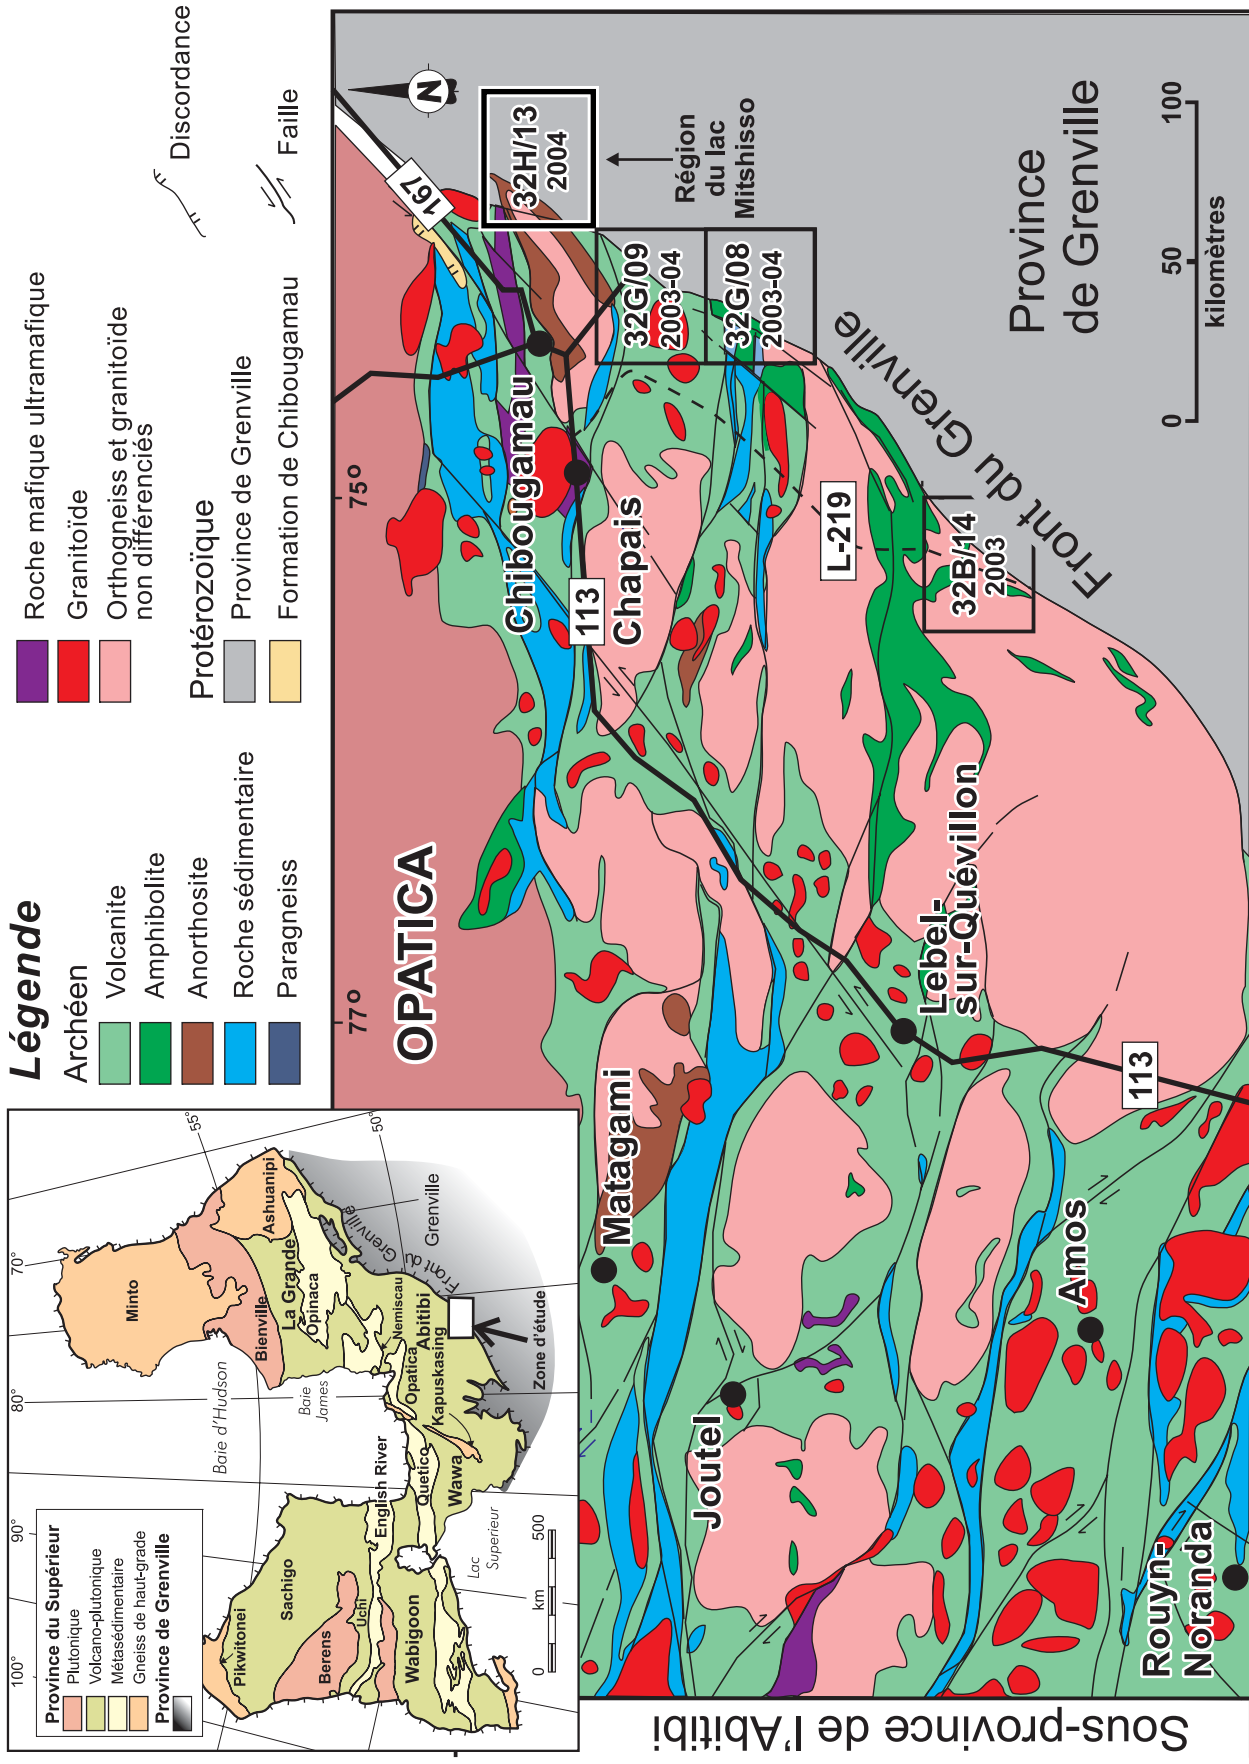 Légende
Archéen
Volcanite
Amphibolite
Anorthosite
Roche sédimentaire
Paragneiss
Roche mafique ultramafique
Granitoïde
Orthogneiss et granitoïde
non différenciés
Protérozoïque
Province de Grenville
Formation de Chibougamau
Discordance
Faille
Province du Supérieur
Plutonique
Volcano-plutonique
Métasédimentaire
Gneiss de haut-grade
Province de Grenville
100°
90°
80°
70°
55°
50°
Minto
Ashuanipi
Bienville
La Grande
Opinaca
Baie d'Hudson
Baie
James
Nemiscau
Opatica
Abitibi
Kapuskasing
Front du Grenville
Grenville
Zone d'étude
Pikwitonei
Sachigo
Berens
Uchi
English River
Wabigoon
Quetico
Wawa
Lac
Superieur
0
km
500
77°
75°
OPATICA
167
N
32H/13
2004
Région
du lac
Mitshisso
32G/09
2003-04
32G/08
2003-04
Chibougamau
113
Chapais
L-219
32B/14
2003
Front du Grenville
Province
de Grenville
0
50
100
kilomètres
Matagami
Joutel
Lebel-
sur-Quévillon
113
Amos
Rouyn-
Noranda
Sous-province de l'Abitibi